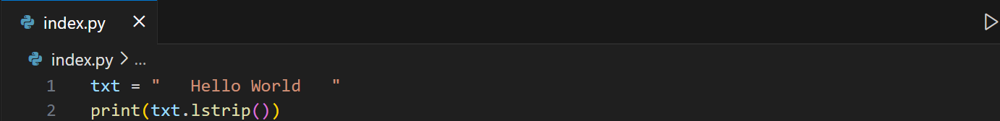 index.py ×
index.py > ...
1 txt = "   Hello World   "
2 print(txt.lstrip())